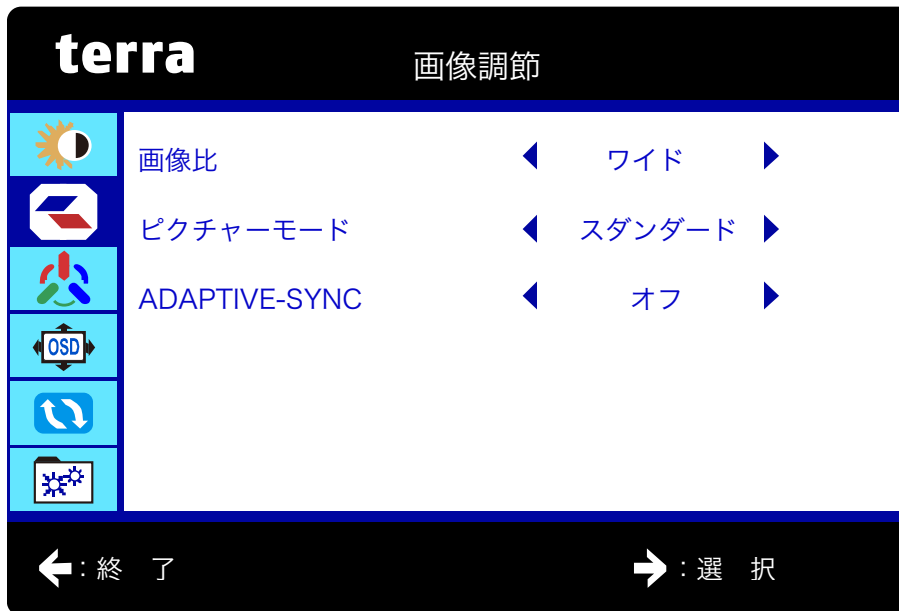 terra
画像調節
画像比 ワイド
ピクチャーモード スダンダード
ADAPTIVE-SYNC オフ
OSD
：終 了
：選 択